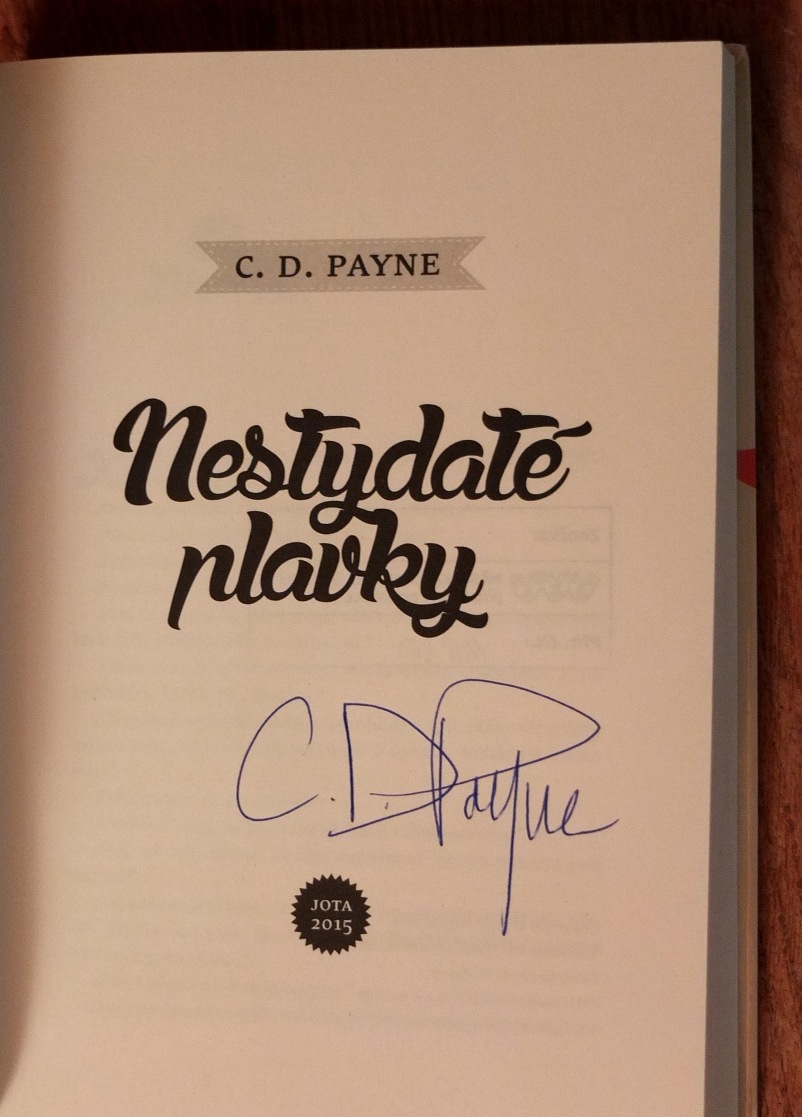 C. D. PAYNE
Nestydaté
plavky
C. D. Payne
JOTA
2015